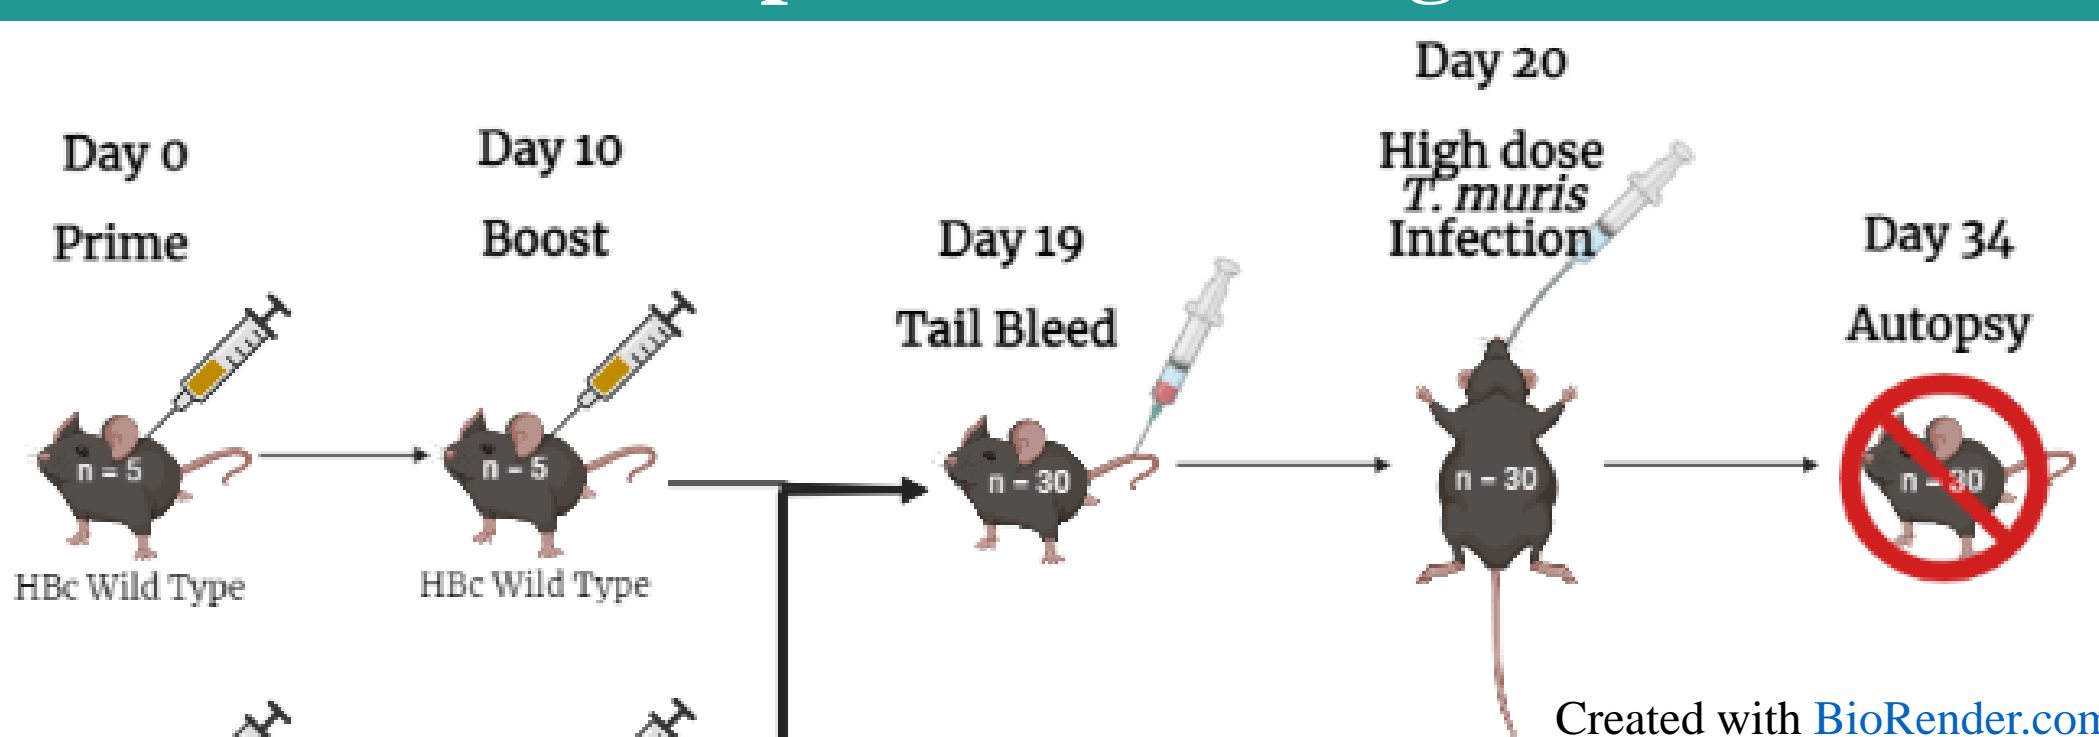 Day 0
Prime
n = 5
HBc Wild Type
Day 10
Boost
n = 5
HBc Wild Type
Day 19
Tail Bleed
n = 30
Day 20
High dose
T. muris
Infection
n = 30
Day 34
Autopsy
n = 30
Created with BioRender.com